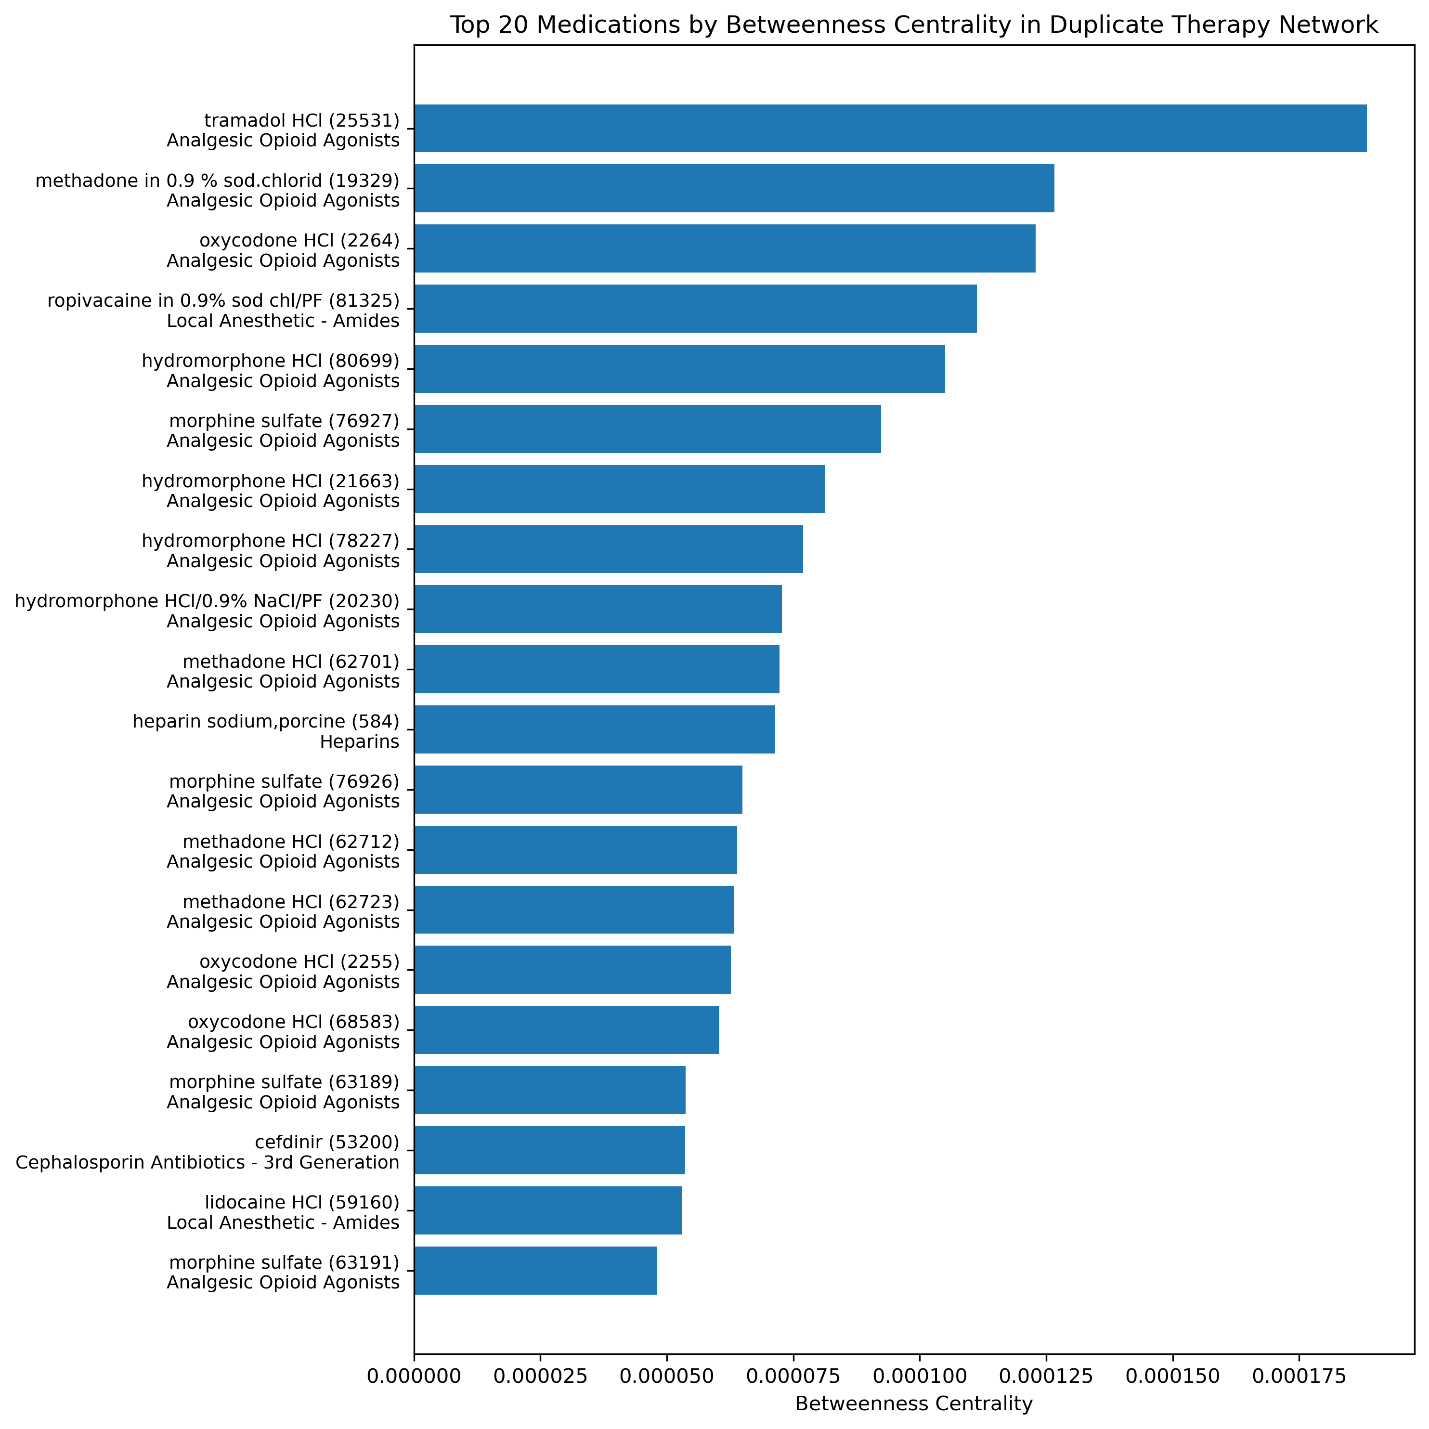 Top 20 Medications by Betweenness Centrality in Duplicate Therapy Network
tramadol HCl (25531)
Analgesic Opioid Agonists
methadone in 0.9 % sod.chlorid (19329)
Analgesic Opioid Agonists
oxycodone HCl (2264)
Analgesic Opioid Agonists
ropivacaine in 0.9% sod chl/PF (81325)
Local Anesthetic - Amides
hydromorphone HCl (80699)
Analgesic Opioid Agonists
morphine sulfate (76927)
Analgesic Opioid Agonists
hydromorphone HCl (21663)
Analgesic Opioid Agonists
hydromorphone HCl (78227)
Analgesic Opioid Agonists
hydromorphone HCl/0.9% NaCl/PF (20230)
Analgesic Opioid Agonists
methadone HCl (62701)
Analgesic Opioid Agonists
heparin sodium,porcine (584)
Heparins
morphine sulfate (76926)
Analgesic Opioid Agonists
methadone HCl (62712)
Analgesic Opioid Agonists
methadone HCl (62723)
Analgesic Opioid Agonists
oxycodone HCl (2255)
Analgesic Opioid Agonists
oxycodone HCl (68583)
Analgesic Opioid Agonists
morphine sulfate (63189)
Analgesic Opioid Agonists
cefdinir (53200)
Cephalosporin Antibiotics - 3rd Generation
lidocaine HCl (59160)
Local Anesthetic - Amides
morphine sulfate (63191)
Analgesic Opioid Agonists
0.000000 0.000025 0.000050 0.000075 0.000100 0.000125 0.000150 0.000175
Betweenness Centrality